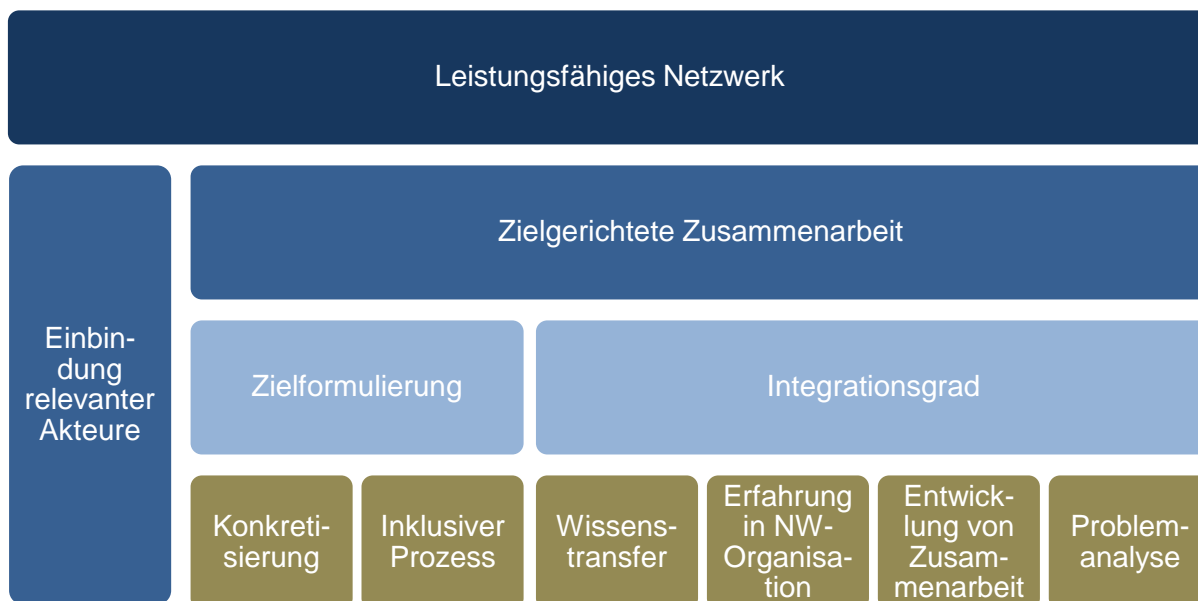 Leistungsfähiges Netzwerk
Zielgerichtete Zusammenarbeit
Einbin-
dung
relevanter
Akteure
Zielformulierung
Integrationsgrad
Konkreti-
sierung
Inklusiver
Prozess
Wissens-
transfer
Erfahrung
in NW-
Organisa-
tion
Entwick-
lung von
Zusam-
menarbeit
Problem-
analyse